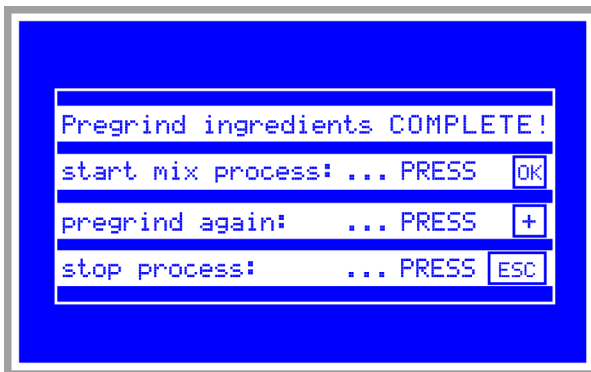 Pregrind ingredients COMPLETE!
start mix process: ... PRESS OK
pregrind again: ... PRESS +
stop process: ... PRESS ESC